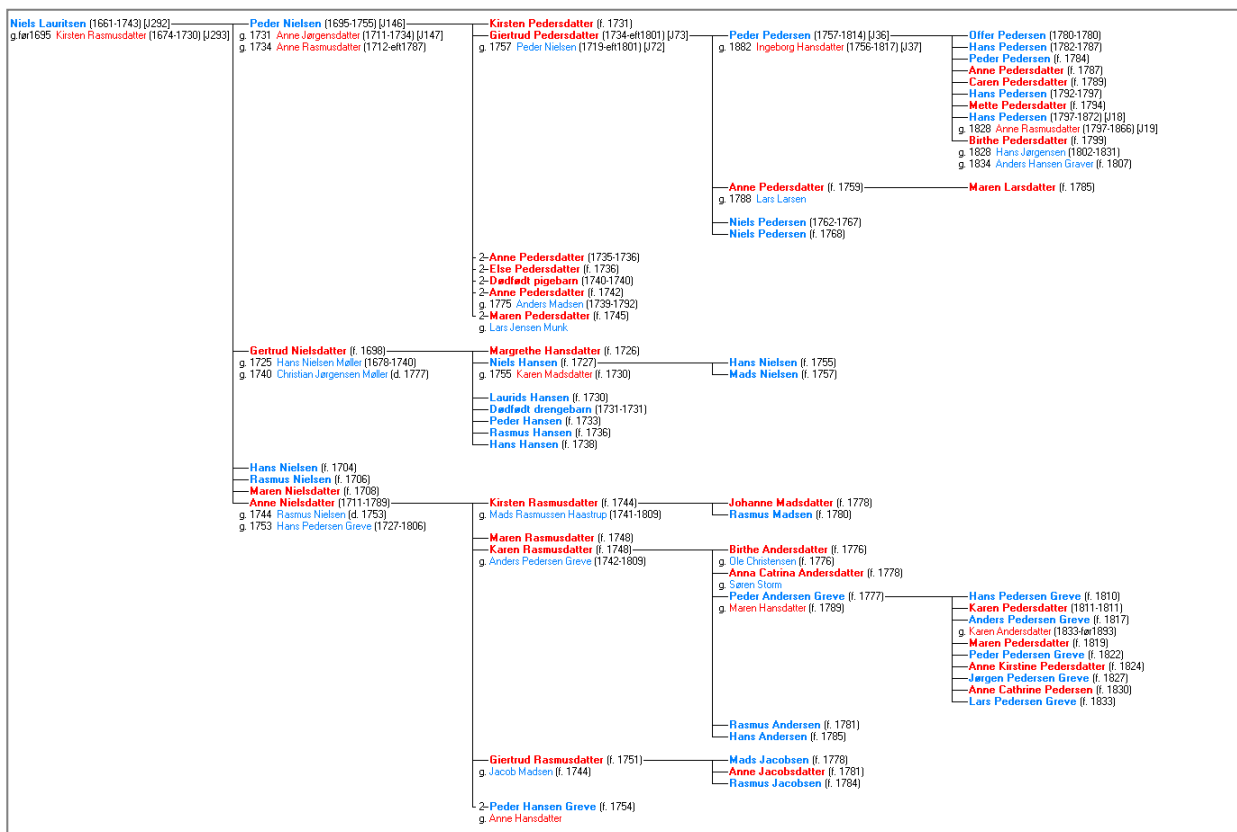 Niels Lauritsen (1661-1743) [J292]
g.før1695 Kirsten Rasmusdatter (1674-1730) [J293]
Peder Nielsen (1695-1755) [J146]
g. 1731 Anne Jørgensdatter (1711-1734) [J147]
g. 1734 Anne Rasmusdatter (1712-eft1787)
Kirsten Pedersdatter (f. 1731)
Giertrud Pedersdatter (1734-eft1801) [J73]
g. 1757 Peder Nielsen (1719-eft1801) [J72]
Peder Pedersen (1757-1814) [J36]
g. 1882 Ingeborg Hansdatter (1756-1817) [J37]
Offer Pedersen (1780-1780)
Hans Pedersen (1782-1787)
Peder Pedersen (f. 1784)
Anne Pedersdatter (f. 1787)
Caren Pedersdatter (f. 1789)
Hans Pedersen (1792-1797)
Mette Pedersdatter (f. 1794)
Hans Pedersen (1797-1872) [J18]
g. 1828 Anne Rasmusdatter (1797-1866) [J19]
Birthe Pedersdatter (f. 1799)
g. 1828 Hans Jørgensen (1802-1831)
g. 1834 Anders Hansen Graver (f. 1807)
Anne Pedersdatter (f. 1759)
g. 1788 Lars Larsen
Maren Larsdatter (f. 1785)
Niels Pedersen (1762-1767)
Niels Pedersen (f. 1768)
2 Anne Pedersdatter (1735-1736)
2 Else Pedersdatter (f. 1736)
2 Dødfødt pigebarn (1740-1740)
2 Anne Pedersdatter (f. 1742)
g. 1775 Anders Madsen (1739-1792)
2 Maren Pedersdatter (f. 1745)
g. Lars Jensen Munk
Gertrud Nielsdatter (f. 1698)
g. 1725 Hans Nielsen Møller (1678-1740)
g. 1740 Christian Jørgensen Møller (d. 1777)
Margrethe Hansdatter (f. 1726)
Niels Hansen (f. 1727)
g. 1755 Karen Madsdatter (f. 1730)
Hans Nielsen (f. 1755)
Mads Nielsen (f. 1757)
Laurids Hansen (f. 1730)
Dødfødt drengebarn (1731-1731)
Peder Hansen (f. 1733)
Rasmus Hansen (f. 1736)
Hans Hansen (f. 1738)
Hans Nielsen (f. 1704)
Rasmus Nielsen (f. 1706)
Maren Nielsdatter (f. 1708)
Anne Nielsdatter (1711-1789)
g. 1744 Rasmus Nielsen (d. 1753)
g. 1753 Hans Pedersen Greve (1727-1806)
Kirsten Rasmusdatter (f. 1744)
g. Mads Rasmussen Haastrup (1741-1809)
Johanne Madsdatter (f. 1778)
Rasmus Madsen (f. 1780)
Maren Rasmusdatter (f. 1748)
Karen Rasmusdatter (f. 1748)
g. Anders Pedersen Greve (1742-1809)
Birthe Andersdatter (f. 1776)
g. Ole Christensen (f. 1776)
Anna Catrina Andersdatter (f. 1778)
g. Søren Storm
Peder Andersen Greve (f. 1777)
g. Maren Hansdatter (f. 1789)
Hans Pedersen Greve (f. 1810)
Karen Pedersdatter (1811-1811)
Anders Pedersen Greve (f. 1817)
g. Karen Andersdatter (1833-før1893)
Maren Pedersdatter (f. 1819)
Peder Pedersen Greve (f. 1822)
Anne Kirstine Pedersdatter (f. 1824)
Jørgen Pedersen Greve (f. 1827)
Anne Cathrine Pedersen (f. 1830)
Lars Pedersen Greve (f. 1833)
Rasmus Andersen (f. 1781)
Hans Andersen (f. 1785)
Giertrud Rasmusdatter (f. 1751)
g. Jacob Madsen (f. 1744)
Mads Jacobsen (f. 1778)
Anne Jacobsdatter (f. 1781)
Rasmus Jacobsen (f. 1784)
2 Peder Hansen Greve (f. 1754)
g. Anne Hansdatter